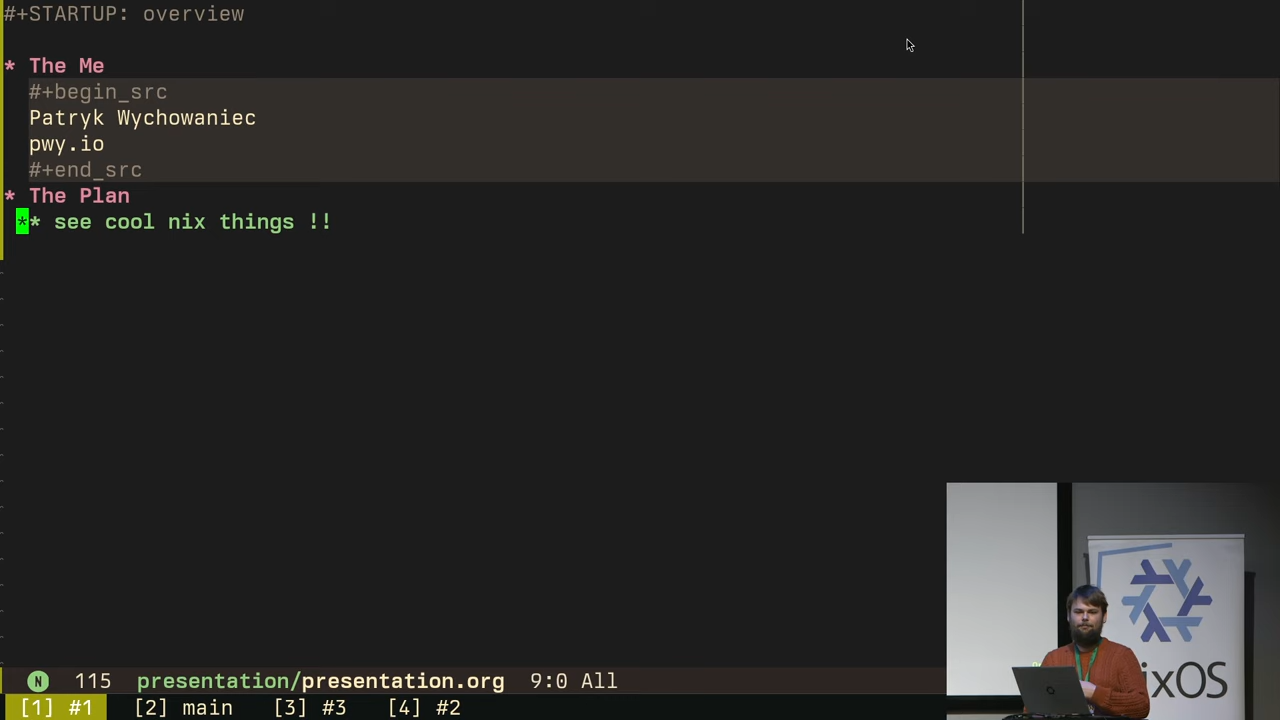 #+STARTUP: overview
* The Me
#+begin_src
Patryk Wychowaniec
pwy.io
#+end_src
* The Plan
** see cool nix things !!
N 115 presentation/presentation.org 9:0 All
[1] #1 [2] main [3] #3 [4] #2
ixOS